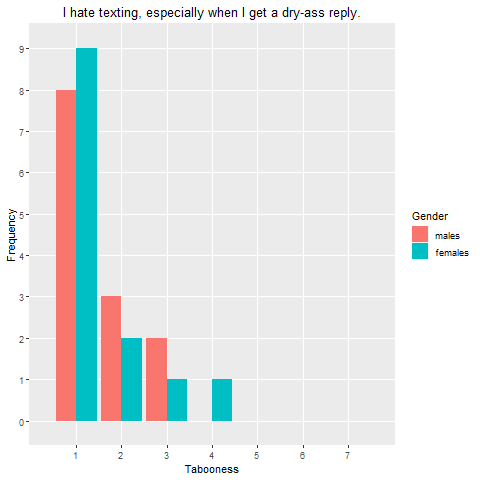 I hate texting, especially when I get a dry-ass reply.
Frequency
9
8
7
6
5
4
3
2
1
0
1 2 3 4 5 6 7
Tabooness
Gender
males
females